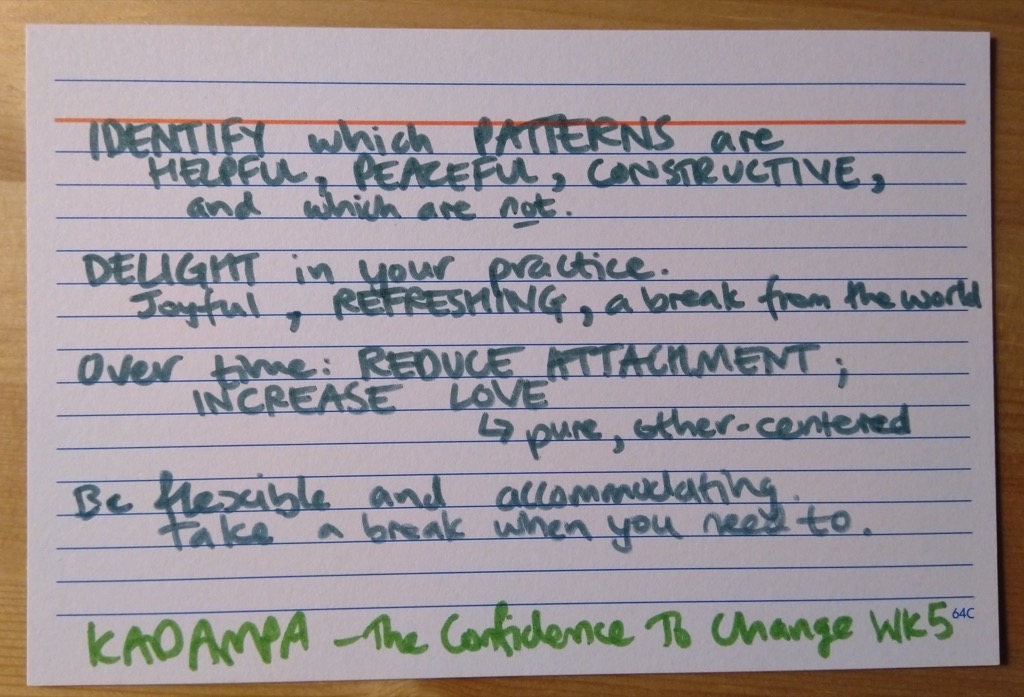 IDENTIFY which PATTERNS are
HELPFUL, PEACEFUL, CONSTRUCTIVE,
and which are not.
DELIGHT in your practice.
Joyful, REFRESHING, a break from the world
Over time: REDUCE ATTACHMENT;
INCREASE LOVE
↳ pure, other-centered
Be flexible and accommodating.
Take a break when you need to.
64C
KADAMPA - The Confidence To Change WK5